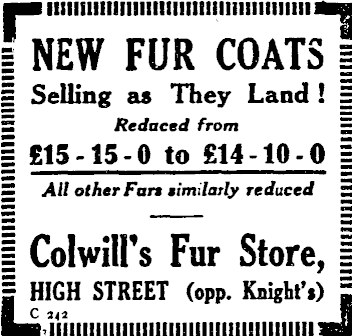 NEW FUR COATS
Selling as They Land !
Reduced from
£15 - 15 - 0 to £14 - 10 - 0
All other Furs similarly reduced
Colwill's Fur Store,
HIGH STREET (opp. Knight's)
C 242